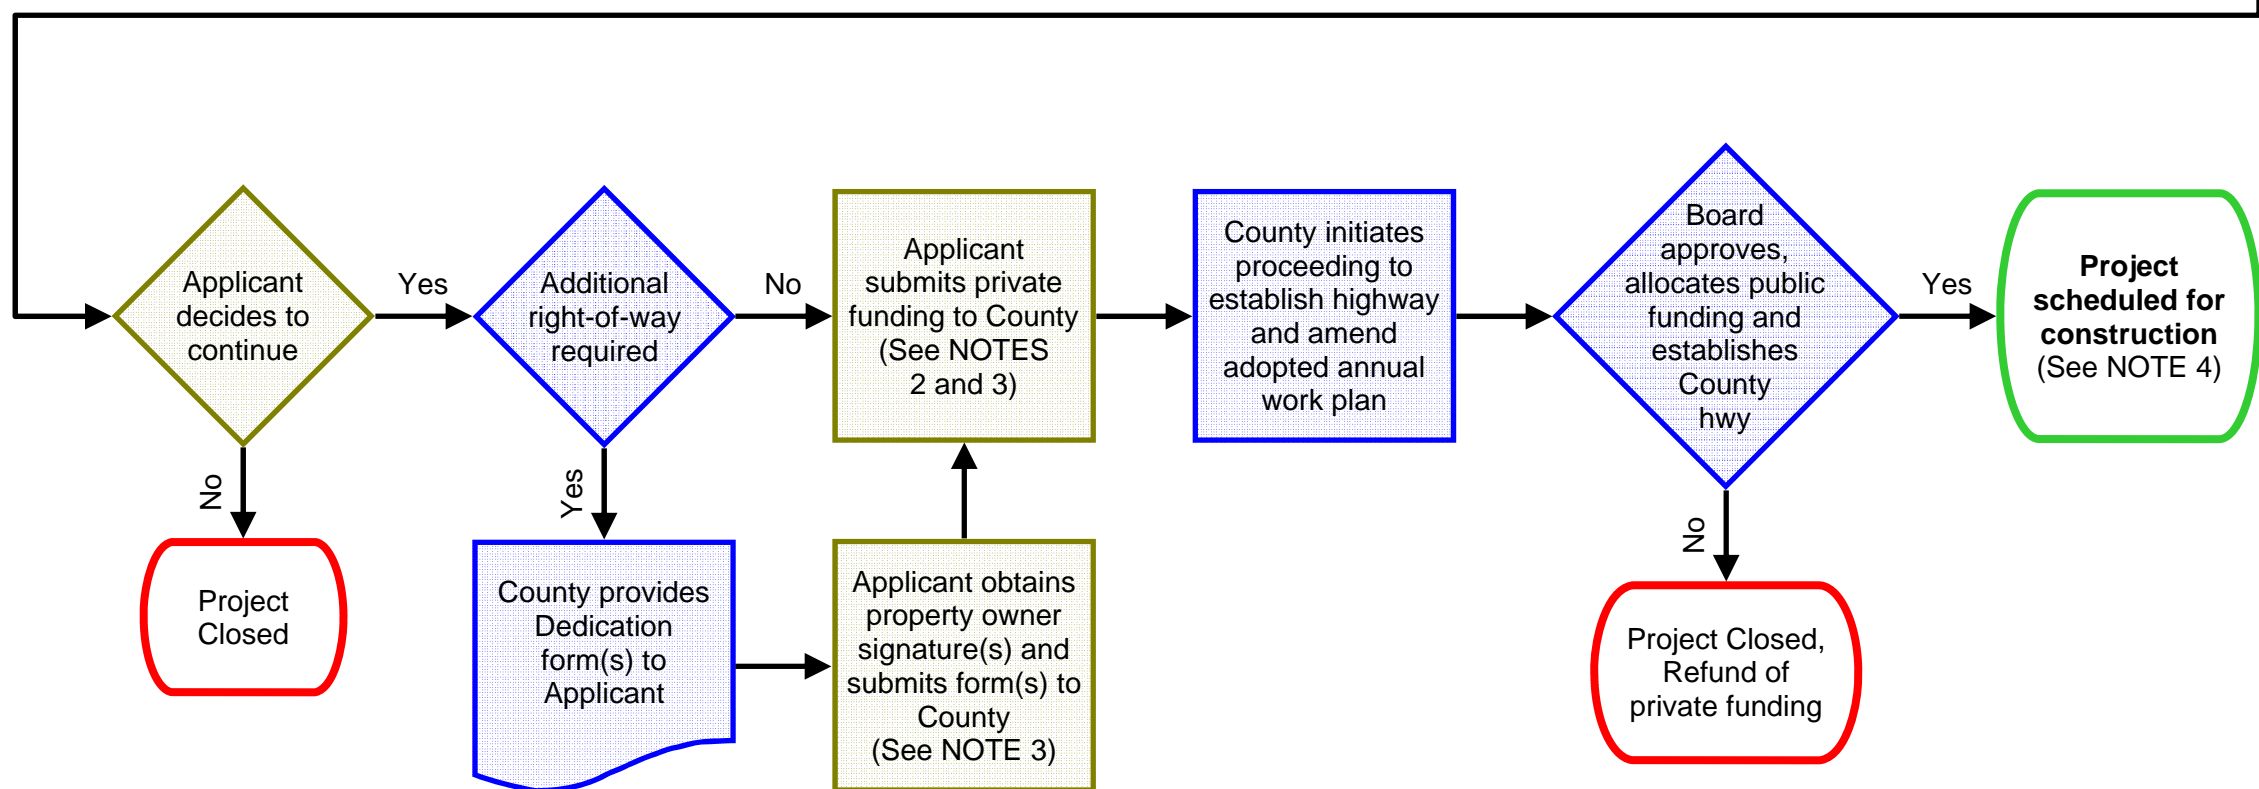 Applicant
decides to
continue
Yes
No
Project
Closed
Additional
right-of-way
required
No
Yes
County provides
Dedication
form(s) to
Applicant
Applicant obtains
property owner
signature(s) and
submits form(s) to
County
(See NOTE 3)
Applicant
submits private
funding to County
(See NOTES
2 and 3)
County initiates
proceeding to
establish highway
and amend
adopted annual
work plan
Board
approves,
allocates public
funding and
establishes
County
hwy
Yes
No
Project Closed,
Refund of
private funding
Project
scheduled for
construction
(See NOTE 4)